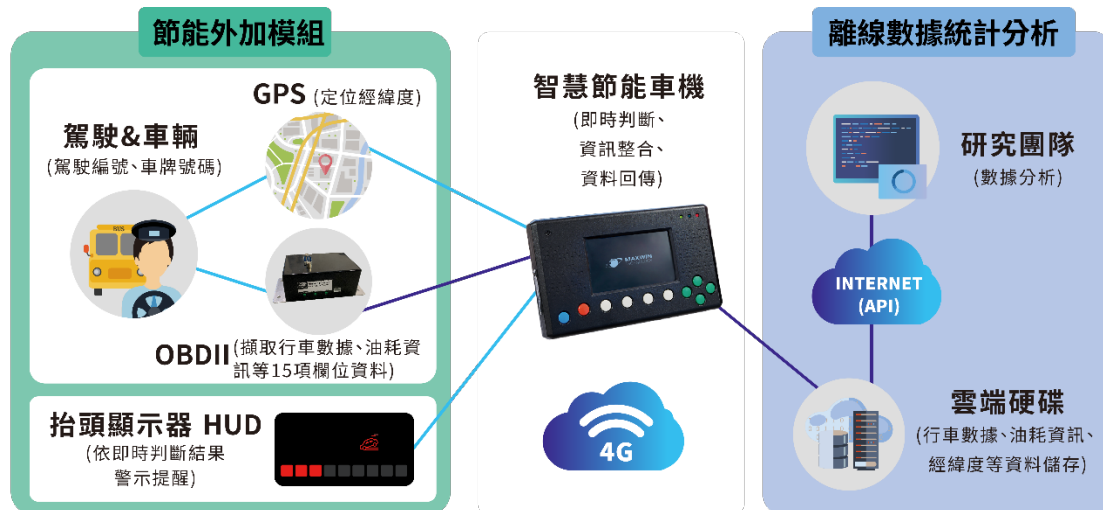 節能外加模組
GPS (定位經緯度)
駕駛&車輛
(駕駛編號、車牌號碼)
BUS
OBDII (擷取行車數據、油耗資
訊等15項欄位資料)
抬頭顯示器 HUD
(依即時判斷結果
警示提醒)
智慧節能車機
(即時判斷、
資訊整合、
資料回傳)
MAXWIN
4G
離線數據統計分析
研究團隊
(數據分析)
INTERNET
(API)
雲端硬碟
(行車數據、油耗資訊、
經緯度等資料儲存)